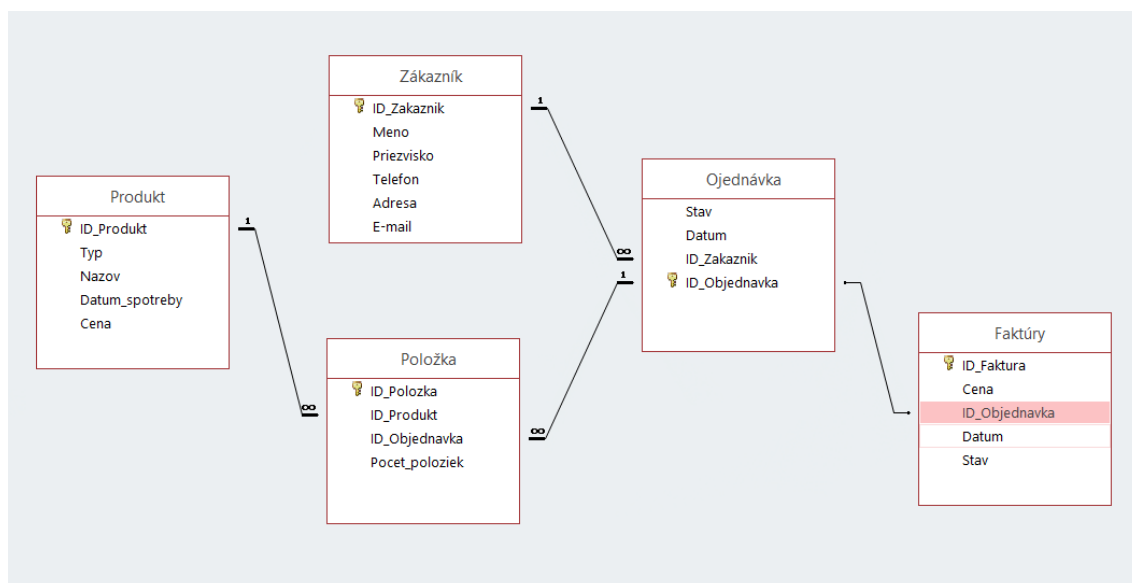 Zákazník
ID_Zakaznik
Meno
Priezvisko
Telefon
Adresa
E-mail
Produkt
ID_Produkt
Typ
Nazov
Datum_spotreby
Cena
Položka
ID_Polozka
ID_Produkt
ID_Objednavka
Pocet_poloziek
Ojednávka
Stav
Datum
ID_Zakaznik
ID_Objednavka
Faktúry
ID_Faktura
Cena
ID_Objednavka
Datum
Stav
1
∞
1
∞
1
∞